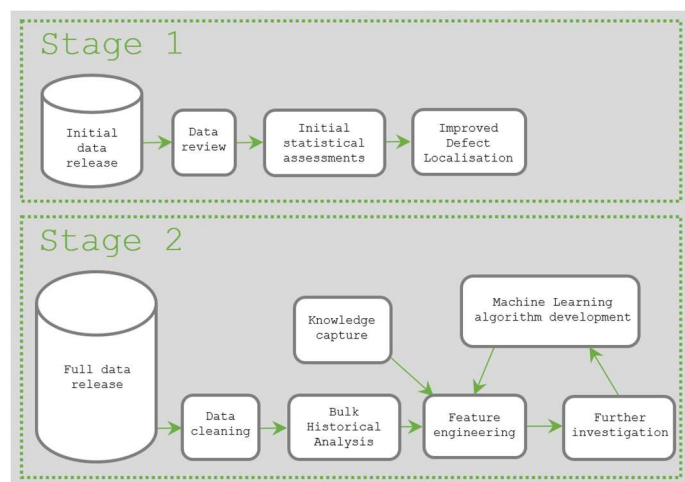 Stage 1
Initial
data
release
Data
review
Initial
statistical
assessments
Improved
Defect
Localisation
Stage 2
Full data
release
Data
cleaning
Bulk
Historical
Analysis
Knowledge
capture
Feature
engineering
Machine Learning
algorithm development
Further
investigation